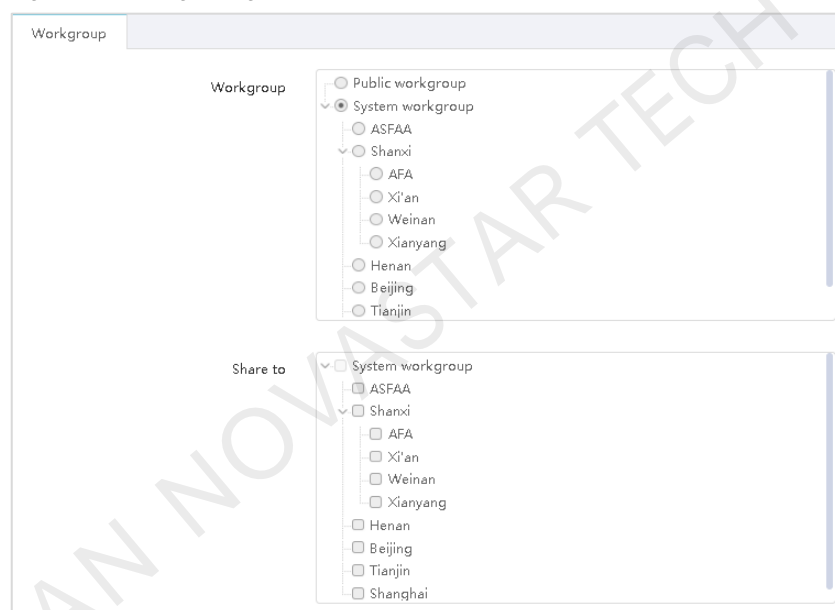 Workgroup
Workgroup
Public workgroup
System workgroup
ASFAA
Shanxi
AFA
Xi'an
Weinan
Xianyang
Henan
Beijing
Tianjin
Share to
System workgroup
ASFAA
Shanxi
AFA
Xi'an
Weinan
Xianyang
Henan
Beijing
Tianjin
Shanghai
AN NOVASTAR TECH